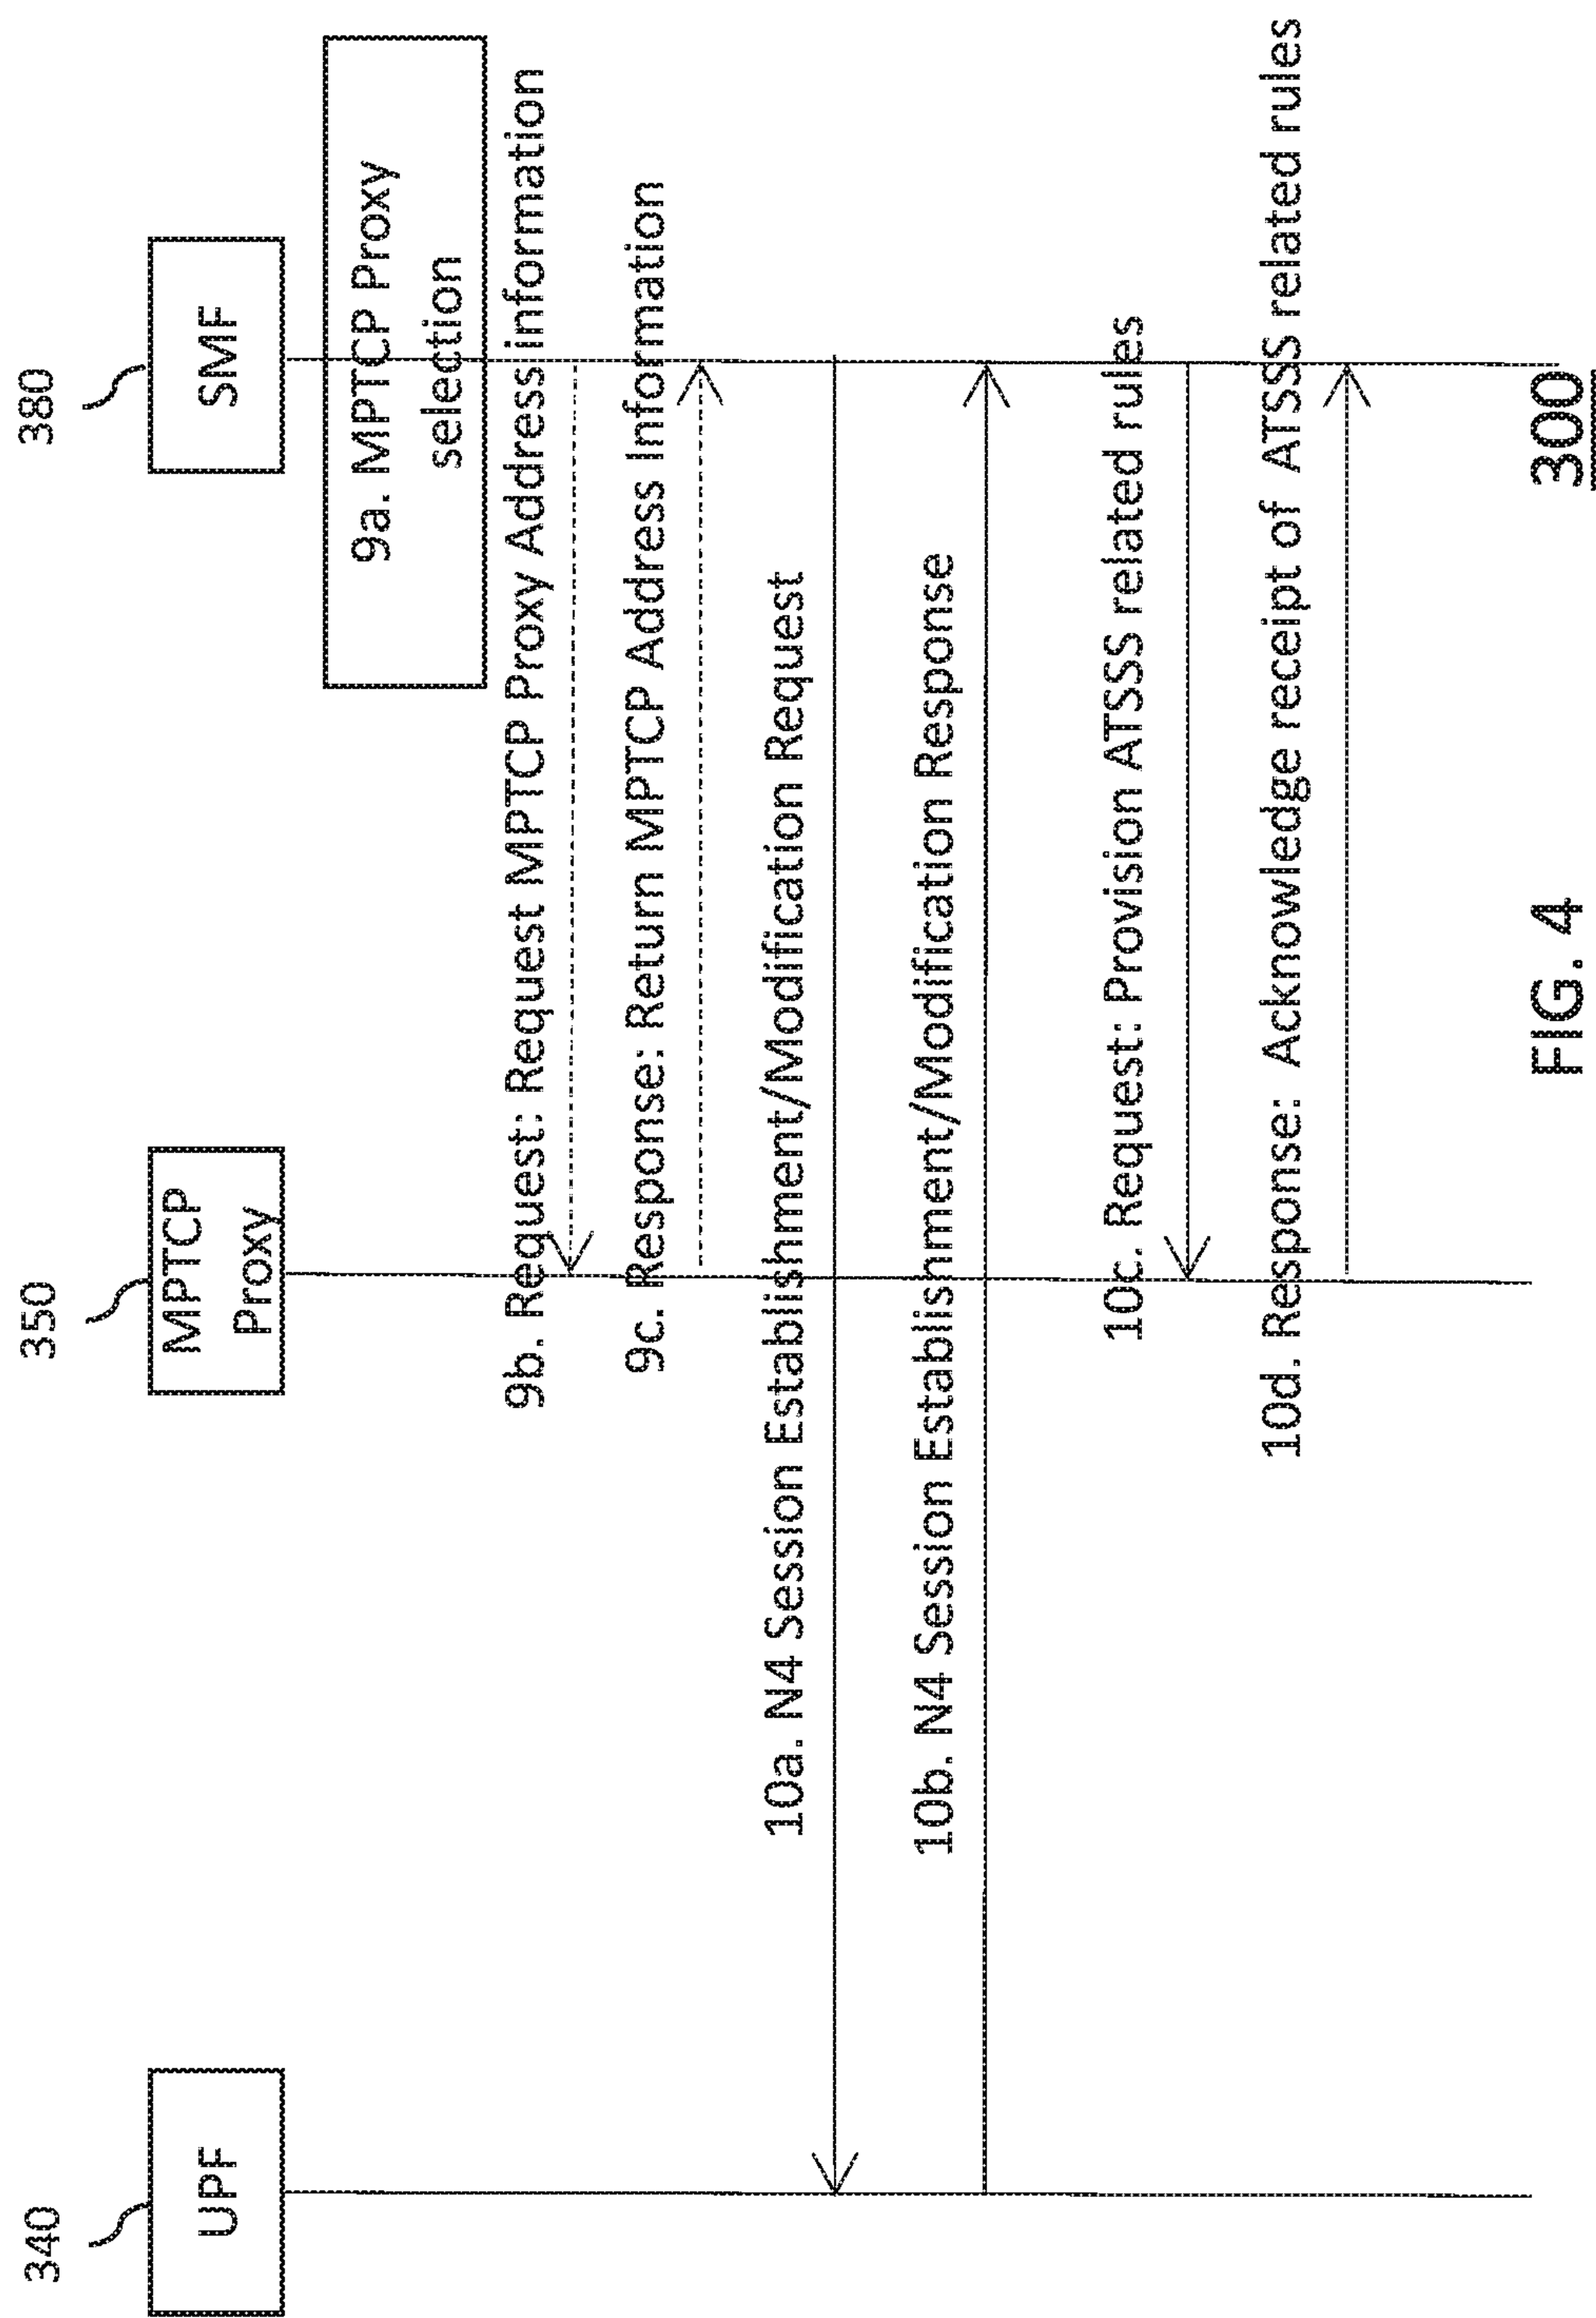 340
350
380
UPF
MPTCP
Proxy
SMF
9a. MPTCP Proxy
selection
9b. Request: Request MPTCP Proxy Address information
9c. Response: Return MPTCP Address Information
10a. N4 Session Establishment/Modification Request
10b. N4 Session Establishment/Modification Response
10c. Request: Provision ATSSS related rules
10d. Response: Acknowledge receipt of ATSSS related rules
FIG. 4
300